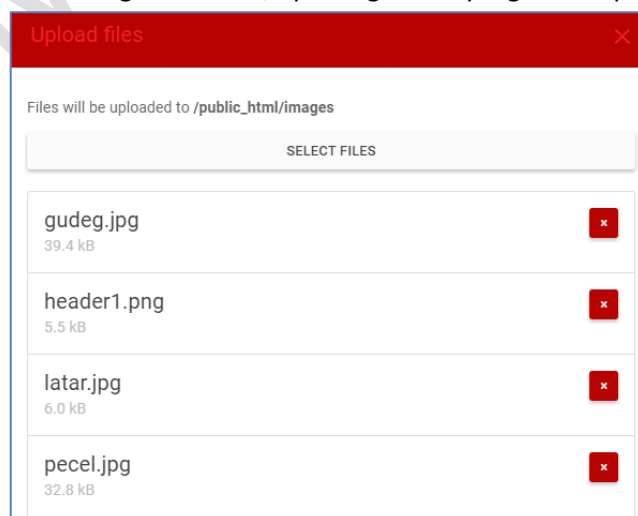 Upload files
×
Files will be uploaded to /public_html/images
SELECT FILES
gudeg.jpg
×
39.4 kB
header1.png
×
5.5 kB
latar.jpg
×
6.0 kB
pecel.jpg
×
32.8 kB